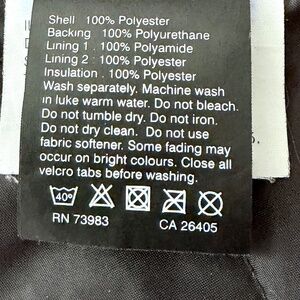 Shell 100% Polyester
Backing 100% Polyurethane
Lining 1 . 100% Polyamide
Lining 2 : 100% Polyester
Insulation . 100% Polyester
Wash separately. Machine wash
in luke warm water. Do not bleach.
Do not tumble dry. Do not iron.
Do not dry clean. Do not use
fabric softener. Some fading may
occur on bright colours. Close all
velcro tabs before washing.
40°
RN 73983 CA 26405